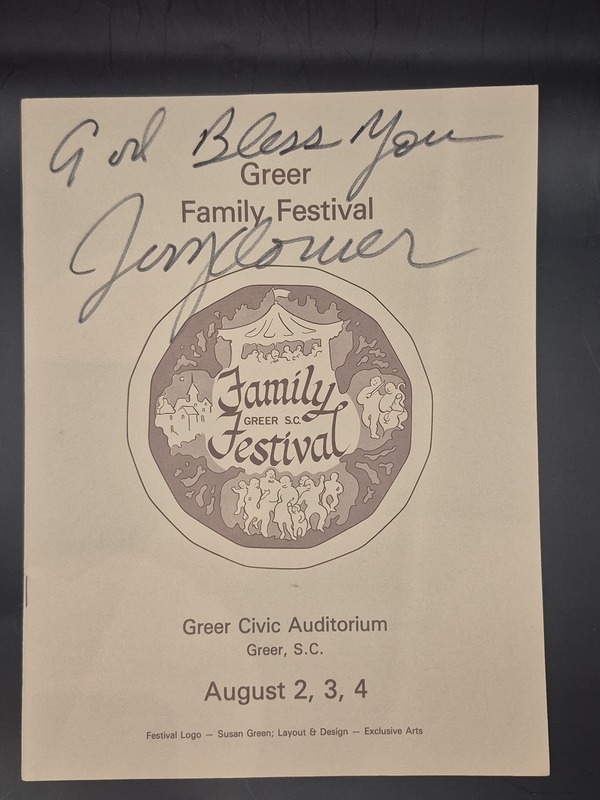 God Bless You
Greer
Family Festival
Jerry Clower
Family
GREER S.C.
Festival
Greer Civic Auditorium
Greer, S.C.
August 2, 3, 4
Festival Logo — Susan Green; Layout & Design — Exclusive Arts